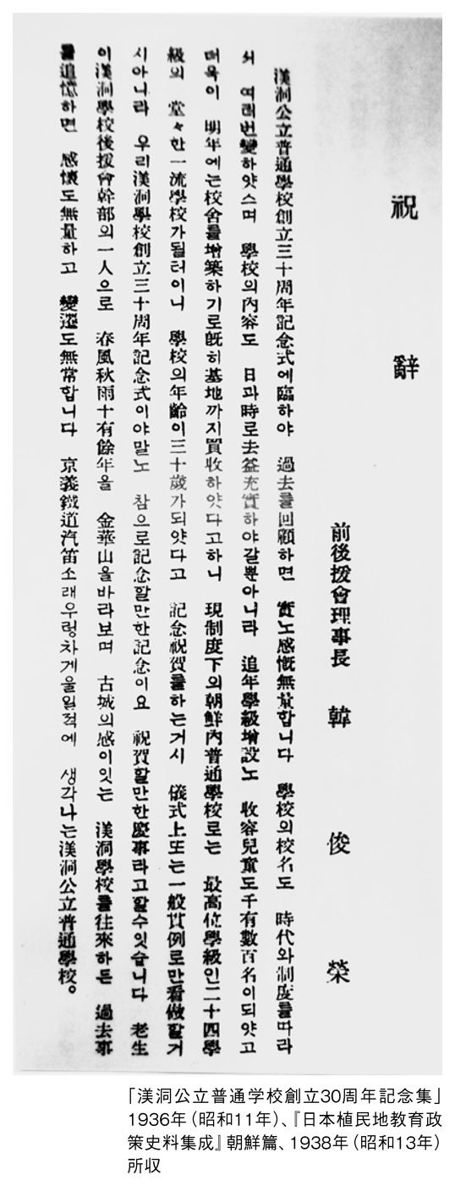 祝辭
前後援會理事長 韓俊榮
漢洞公立普通學校創立三十周年記念式에臨하야 過去를回顧하면 實노感慨無量합니다 學校의校名도 時代와制度를따라
서 여러번變하얏스며 學校의內容도 日과時로去益充實하야갈뿐아니라 追年學級增設노 收容兒童도千有數百名이되얏고
더욱이 明年에는校舍를增築하기로旣히基地까지買收하얏다고하니 現制度下의朝鮮內普通學校로는 最高位學級인二十四學
級의 堂々한一流學校가될터이니 學校의年齡이三十歲가되얏다고 記念祝賀를하는거시 儀式上또는一般貫例로만看做할거
시아니라 우리漢洞學校創立三十周年記念式이야말노 참으로記念할만한記念이요 祝賀할만한慶事라고할수잇습니다 老生
이漢洞學校後援會幹部의一人으로 春風秋雨十有餘年을 金華山을바라보며 古城의感이잇는 漢洞學校를往來하든 過去事
를追憶하면 感懷도無量하고 變遷도無常합니다 京義鐵道汽笛소래우렁차게울일적에 생각나는漢洞公立普通學校。
「渼洞公立普通学校創立30周年記念集」
1936年（昭和11年）、『日本植民地教育政
策史料集成』朝鮮篇、1938年（昭和13年）
所収